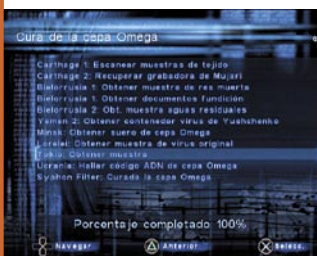 Cura de la cepa Omega
Carthage 1: Escanear muestras de tejido
Carthage 2: Recuperar grabadora de Mujari
Bielorrusia 1: Obtener muestra de res muerta
Bielorrusia 1: Obtener documentos fundición
Bielorrusia 2: Obt. muestra aguas residuales
Yemen 2: Obtener contenedor virus de Yushchenko
Minsk: Obtener suero de cepa Omega
Lorelei: Obtener muestra de virus original
Tokio: Obtener muestra
Ucrania: Hallar código ADN de cepa Omega
Syphon Filter: Curada la cepa Omega
Porcentaje completado 100%
Navegar Anterior Selecc.